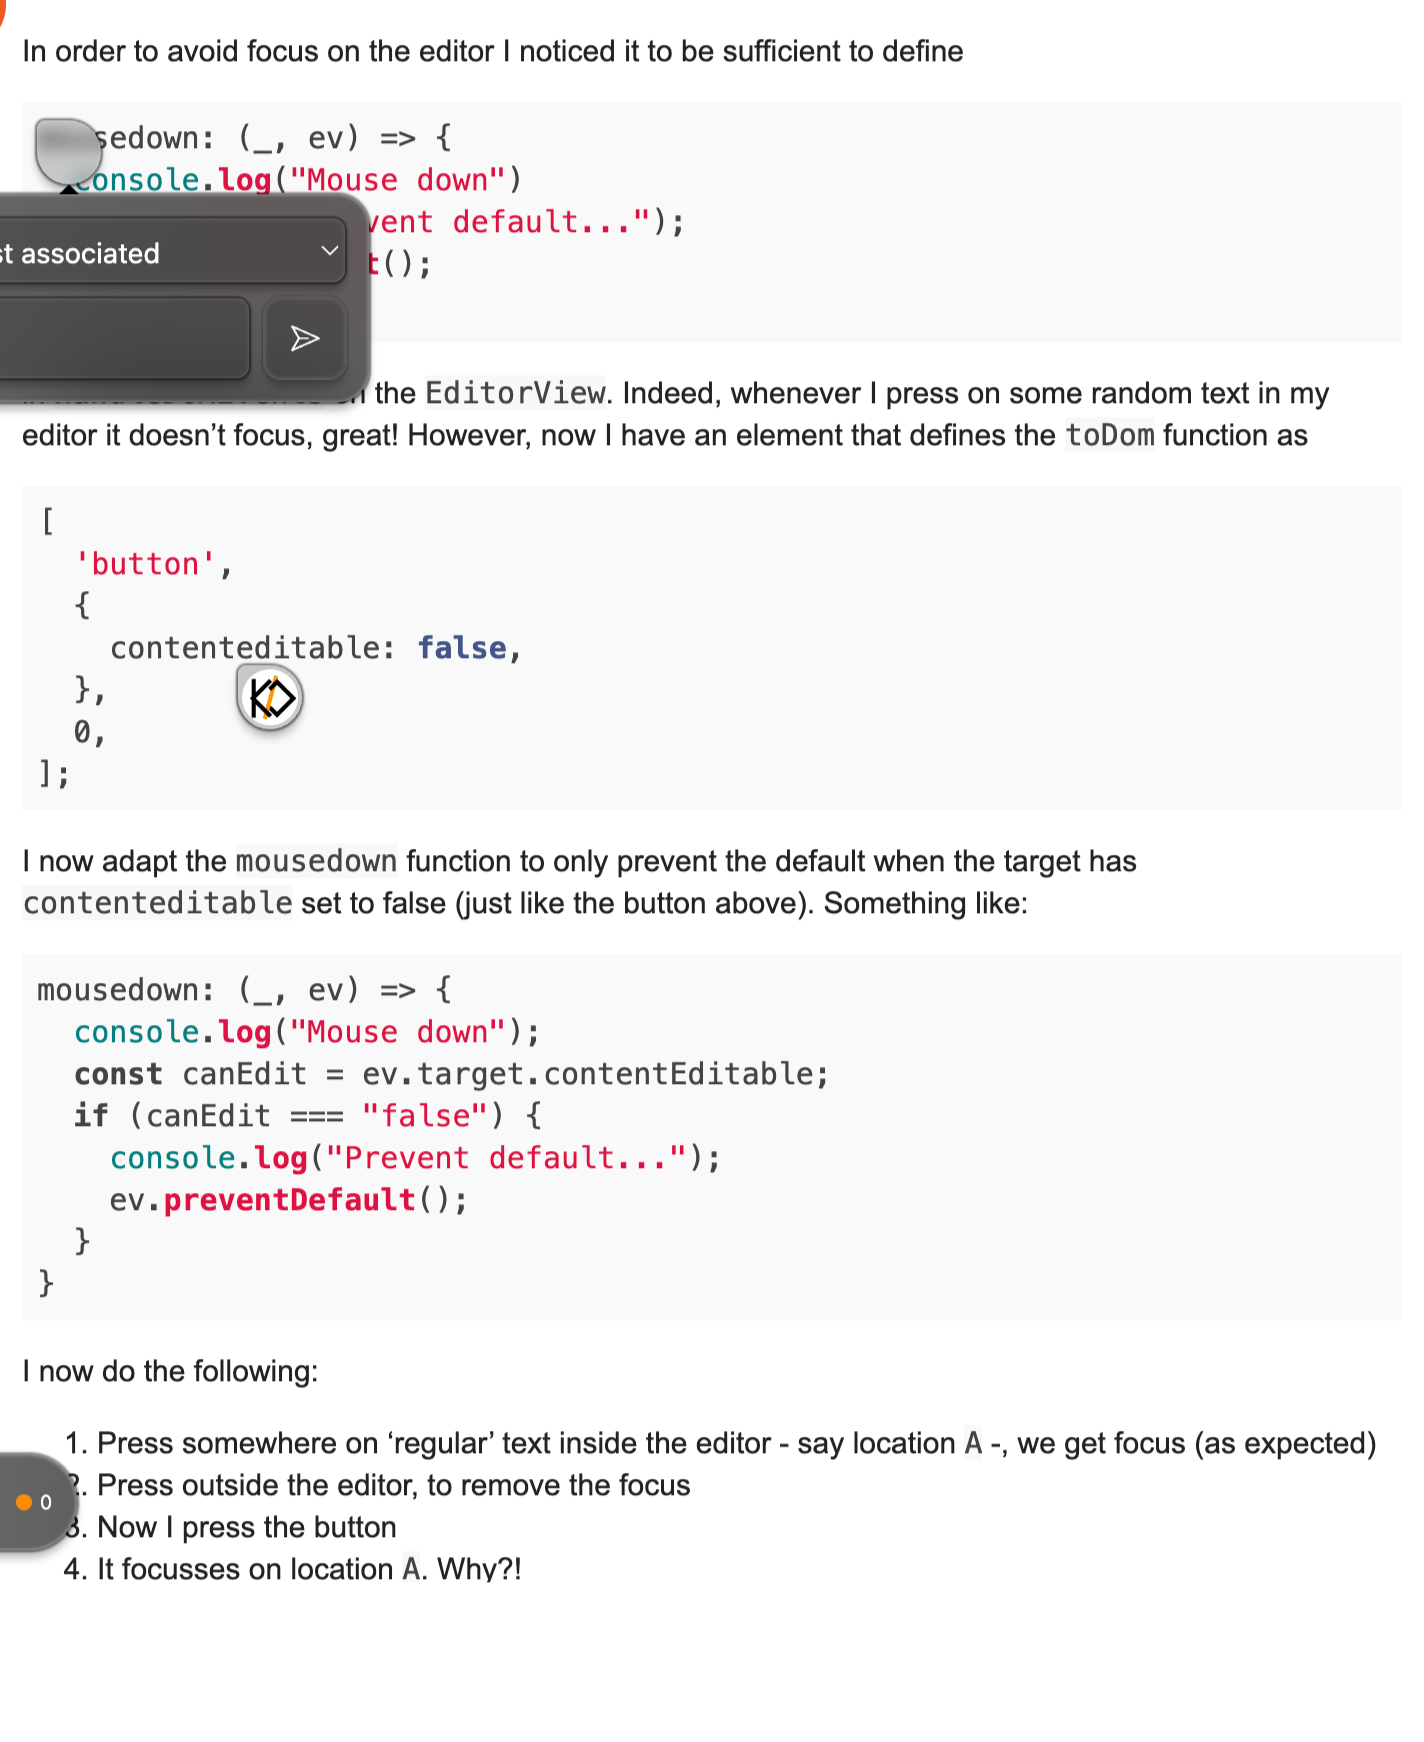 In order to avoid focus on the editor I noticed it to be sufficient to define
sedown: (_, ev) => {
console.log("Mouse down")
vent default...");
t();
st associated
the EditorView. Indeed, whenever I press on some random text in my
editor it doesn’t focus, great! However, now I have an element that defines the toDom function as
[
'button',
{
contenteditable: false,
},
0,
];
I now adapt the mousedown function to only prevent the default when the target has
contenteditable set to false (just like the button above). Something like:
mousedown: (_, ev) => {
console.log("Mouse down");
const canEdit = ev.target.contentEditable;
if (canEdit === "false") {
console.log("Prevent default...");
ev.preventDefault();
}
}
I now do the following:
1. Press somewhere on ‘regular’ text inside the editor - say location A -, we get focus (as expected)
2. Press outside the editor, to remove the focus
0
3. Now I press the button
4. It focusses on location A. Why?!